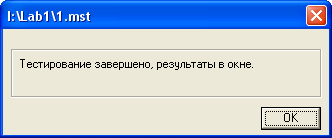 I:\Lab1\1.mst
Тестирование завершено, результаты в окне.
OK